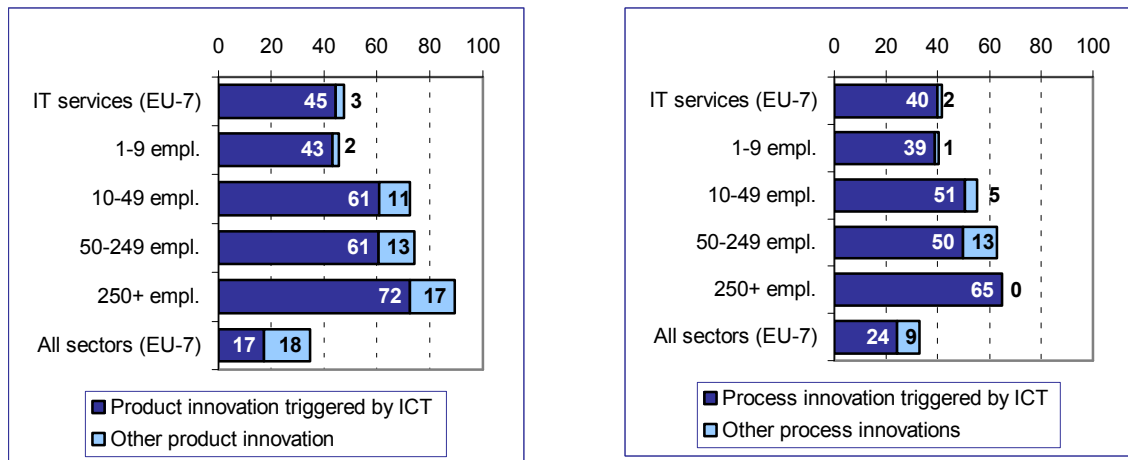 0 20 40 60 80 100
IT services (EU-7) 45 3
1-9 empl. 43 2
10-49 empl. 61 11
50-249 empl. 61 13
250+ empl. 72 17
All sectors (EU-7) 17 18
Product innovation triggered by ICT
Other product innovation
0 20 40 60 80 100
IT services (EU-7) 40 2
1-9 empl. 39 1
10-49 empl. 51 5
50-249 empl. 50 13
250+ empl. 65 0
All sectors (EU-7) 24 9
Process innovation triggered by ICT
Other process innovations